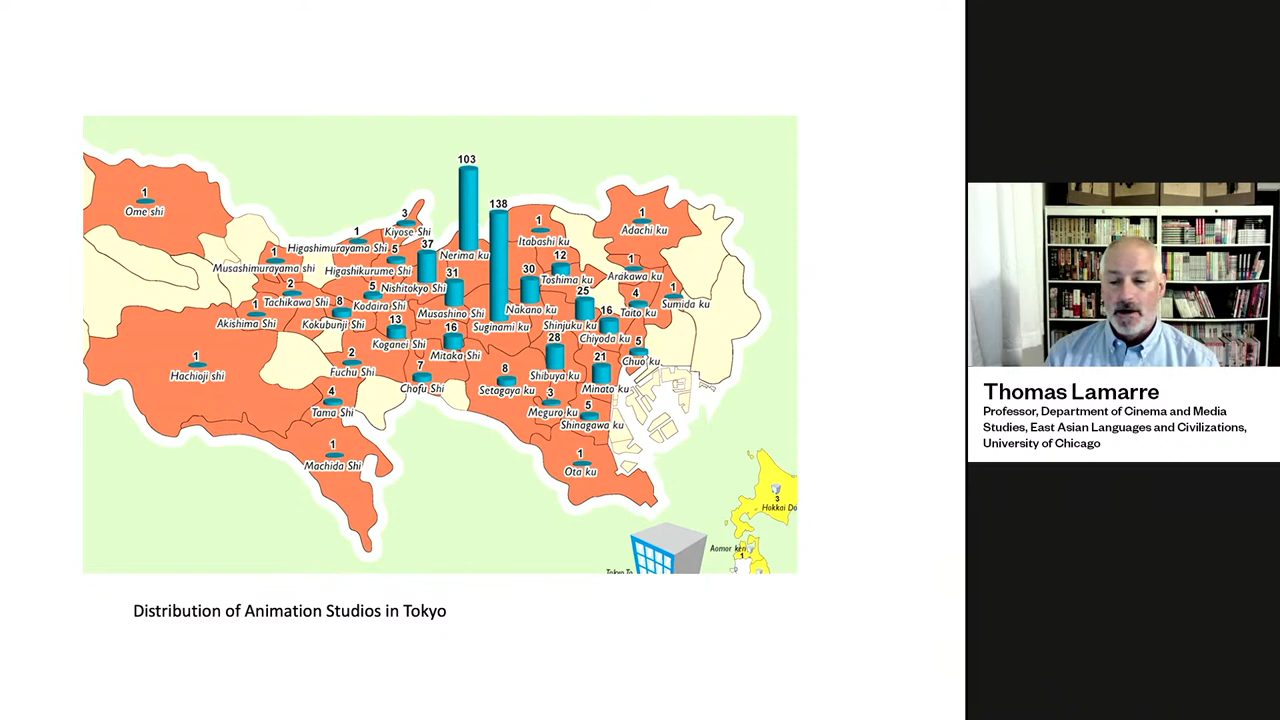 103
138
1
Ome shi
3
Kiyose Shi
1
Higashimurayama Shi
37
Nerima ku
1
Itabashi ku
1
Adachi ku
1
Musashimurayama shi
5
Higashikurume Shi
Nishitokyo Shi
31
Musashino Shi
30
Nakano ku
12
Toshima ku
1
Arakawa ku
2
Tachikawa Shi
5
Kodaira Shi
Suginami ku
25
Shinjuku ku
4
Taito ku
1
Sumida ku
1
Akishima Shi
8
Kokubunji Shi
13
Koganei Shi
16
Mitaka Shi
16
Chiyoda ku
1
Hachioji shi
2
Fuchu Shi
7
Chofu Shi
8
Setagaya ku
28
Shibuya ku
21
Minato ku
5
Chuo ku
4
Tama Shi
3
Meguro ku
5
Shinagawa ku
1
Machida Shi
1
Ota ku
3
Hokkai Do
Aomor ken
1
Distribution of Animation Studios in Tokyo
Thomas Lamarre
Professor, Department of Cinema and Media
Studies, East Asian Languages and Civilizations,
University of Chicago